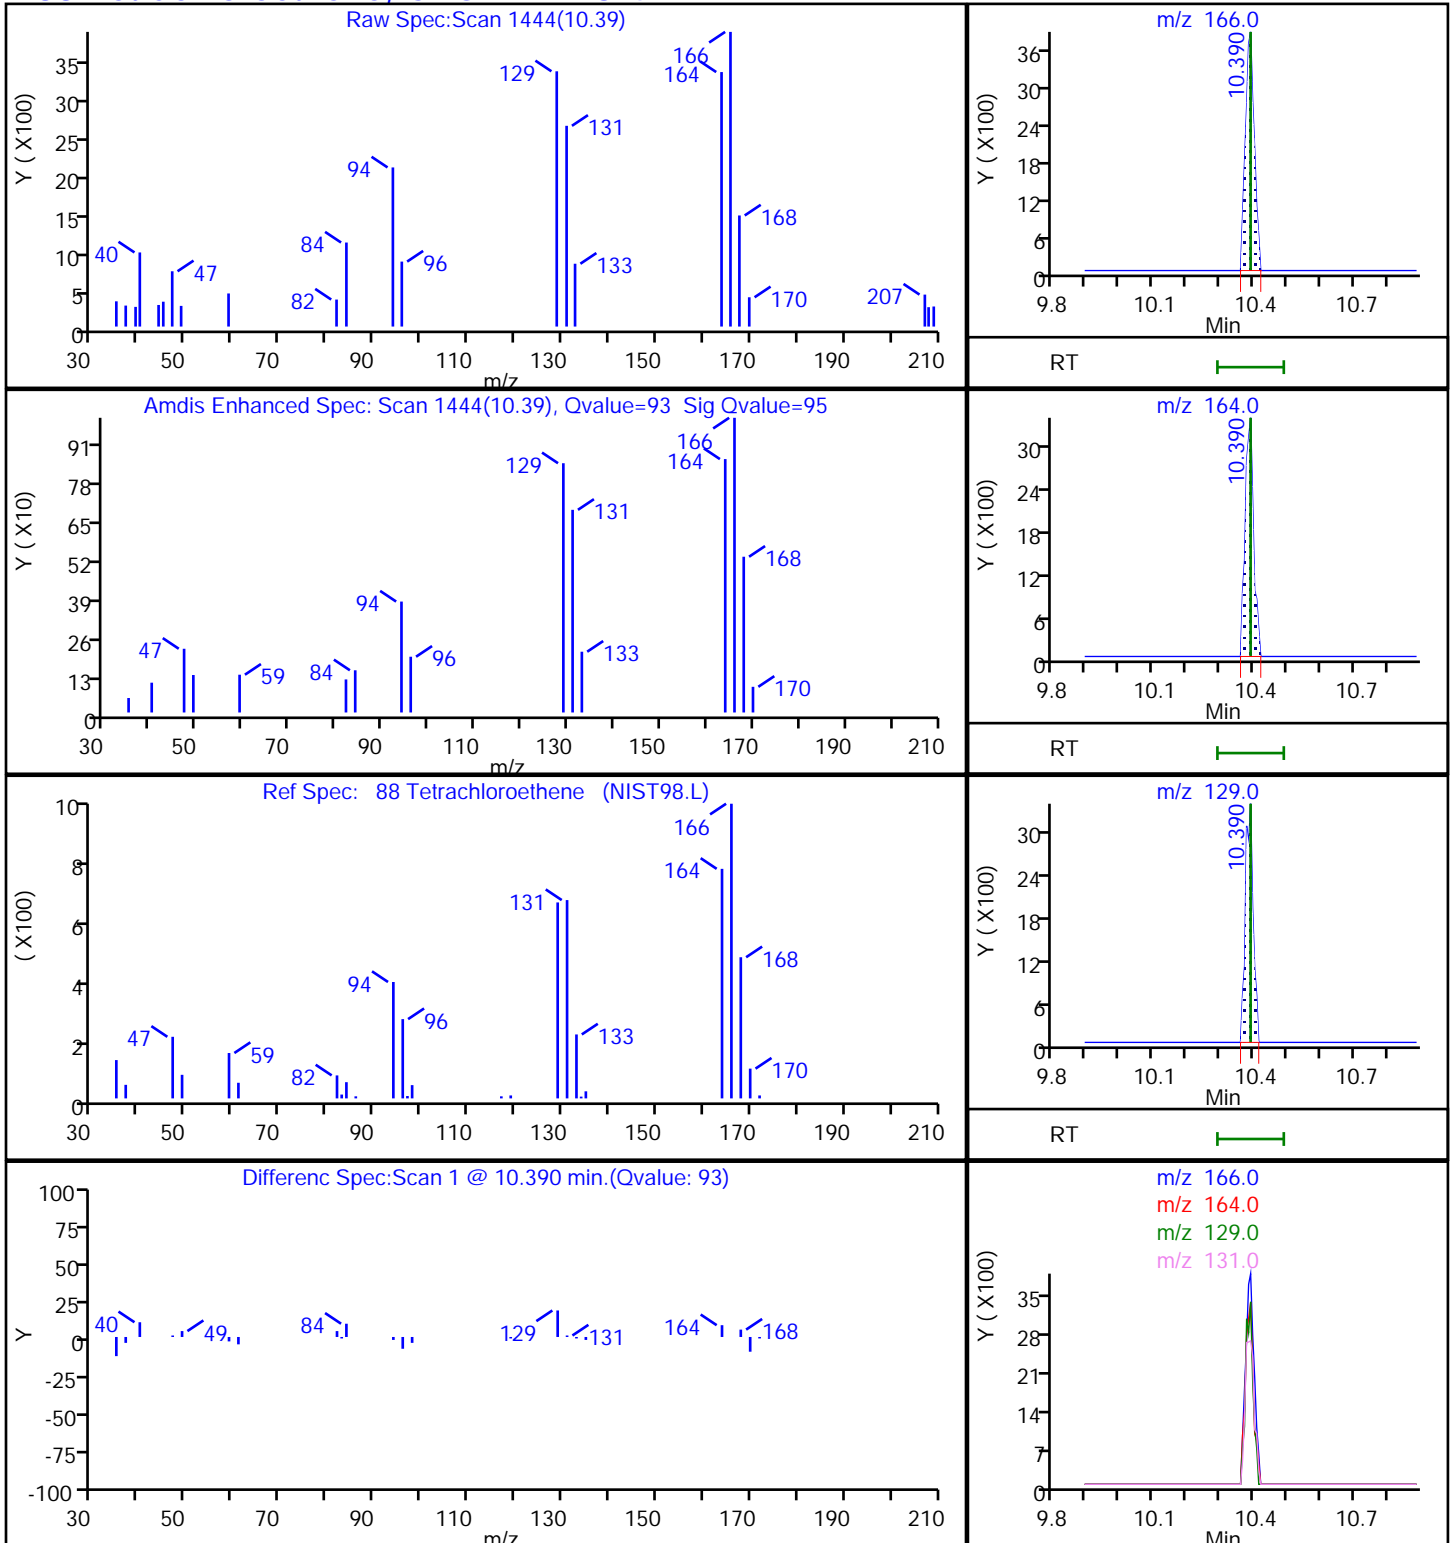 Raw Spec:Scan 1444(10.39)
Y ( X100)
35
30
25
20
15
10
5
0
40
47
82
84
94
96
129
131
133
164
166
168
170
207
30 50 70 90 110 130 150 170 190 210
m/z
m/z 166.0
Y ( X100)
36
30
24
18
12
6
0
10.390
9.8 10.1 10.4 10.7
Min
RT
Amdis Enhanced Spec: Scan 1444(10.39), Qvalue=93 Sig Qvalue=95
Y ( X10)
91
78
65
52
39
26
13
0
47
59
84
94
96
129
131
133
164
166
168
170
30 50 70 90 110 130 150 170 190 210
m/z
m/z 164.0
Y ( X100)
30
24
18
12
6
0
10.390
9.8 10.1 10.4 10.7
Min
RT
Ref Spec: 88 Tetrachloroethene (NIST98.L)
( X100)
10
8
6
4
2
0
47
59
82
94
96
131
133
164
166
168
170
30 50 70 90 110 130 150 170 190 210
m/z 129.0
Y ( X100)
30
24
18
12
6
0
10.390
9.8 10.1 10.4 10.7
Min
RT
Differenc Spec:Scan 1 @ 10.390 min.(Qvalue: 93)
Y
100
75
50
25
0
-25
-50
-75
-100
40
49
84
129
131
164
168
30 50 70 90 110 130 150 170 190 210
m/z
m/z 166.0
m/z 164.0
m/z 129.0
m/z 131.0
Y ( X100)
35
28
21
14
7
0
9.8 10.1 10.4 10.7
Min